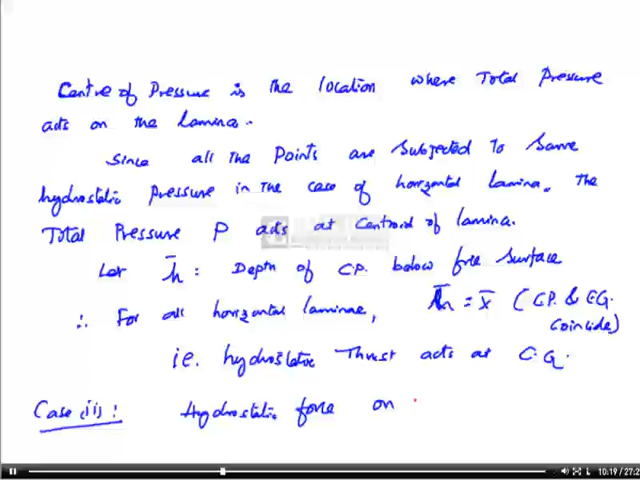 Centre of Pressure is the location where Total Pressure
acts on the Lamina.
Since all the Points are subjected to Same
hydrostatic Pressure in the case of horizontal Lamina. The
Total Pressure P acts at Centroid of lamina.
Let h̄ : Depth of C.P. below free surface
∴ For all horizontal laminae, h̄ = x̄ (C.P. & C.G.
Coincide)
i.e. hydrostatic Thrust acts at C.G.
Case (ii) : Hydrostatic force on
10:19/27:2